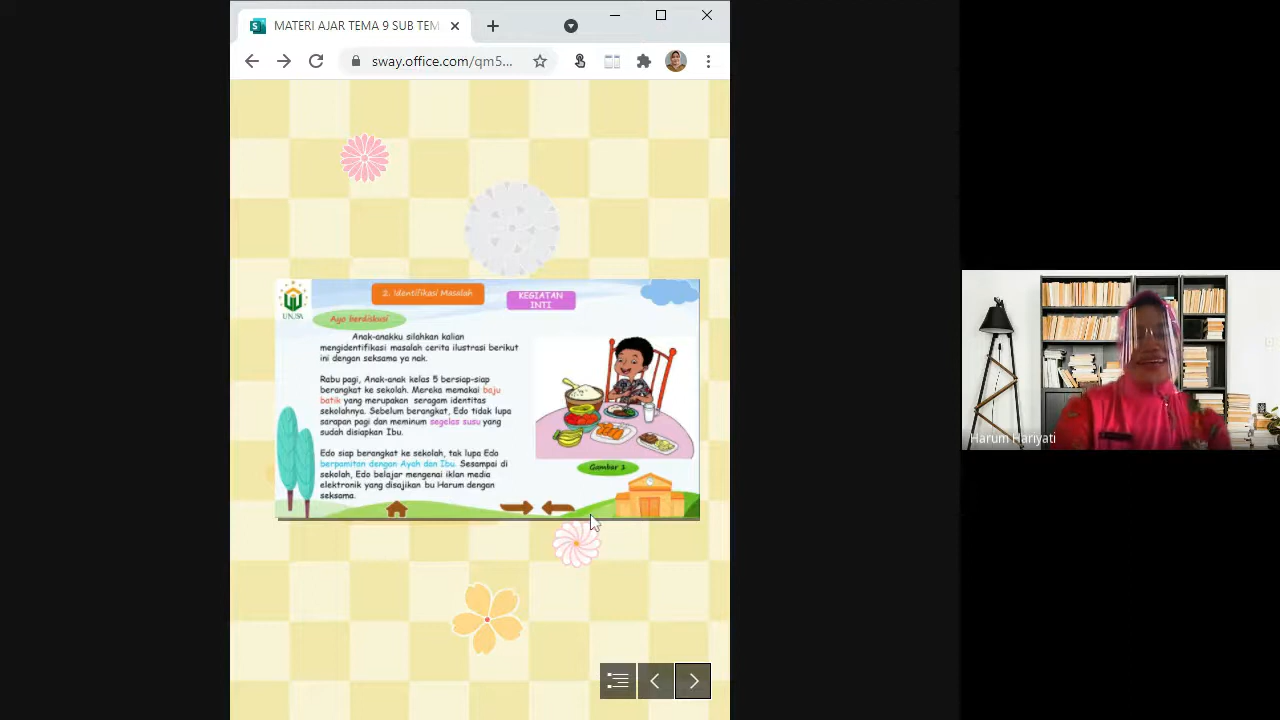 MATERI AJAR TEMA 9 SUB TEM
sway.office.com/qm5...
2. Identifikasi Masalah
KEGIATAN
INTI
UNUSA
Ayo berdiskusi
Anak-anakku silahkan kalian
mengidentifikasi masalah cerita ilustrasi berikut
ini dengan seksama ya nak.
Rabu pagi, Anak-anak kelas 5 bersiap-siap
berangkat ke sekolah. Mereka memakai baju
batik yang merupakan seragam identitas
sekolahnya. Sebelum berangkat, Edo tidak lupa
sarapan pagi dan meminum segelas susu yang
sudah disiapkan Ibu.
Edo siap berangkat ke sekolah, tak lupa Edo
berpamitan dengan Ayah dan Ibu. Sesampai di
sekolah, Edo belajar mengenai iklan media
elektronik yang disajikan bu Harum dengan
seksama.
Gambar 1
Harum Hariyati